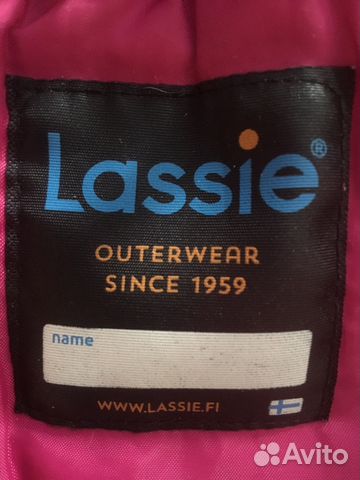 Lassie®
OUTERWEAR
SINCE 1959
name
WWW.LASSIE.FI
Avito